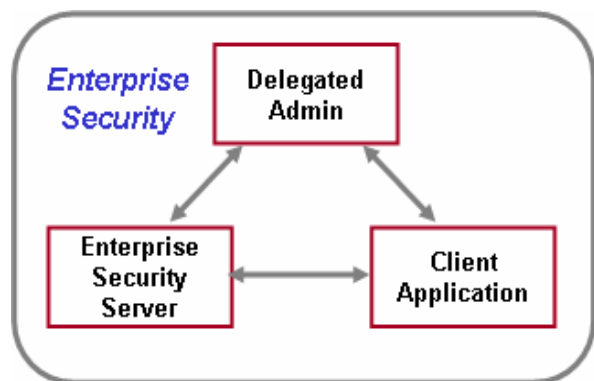 Enterprise
Security
Delegated
Admin
Enterprise
Security
Server
Client
Application